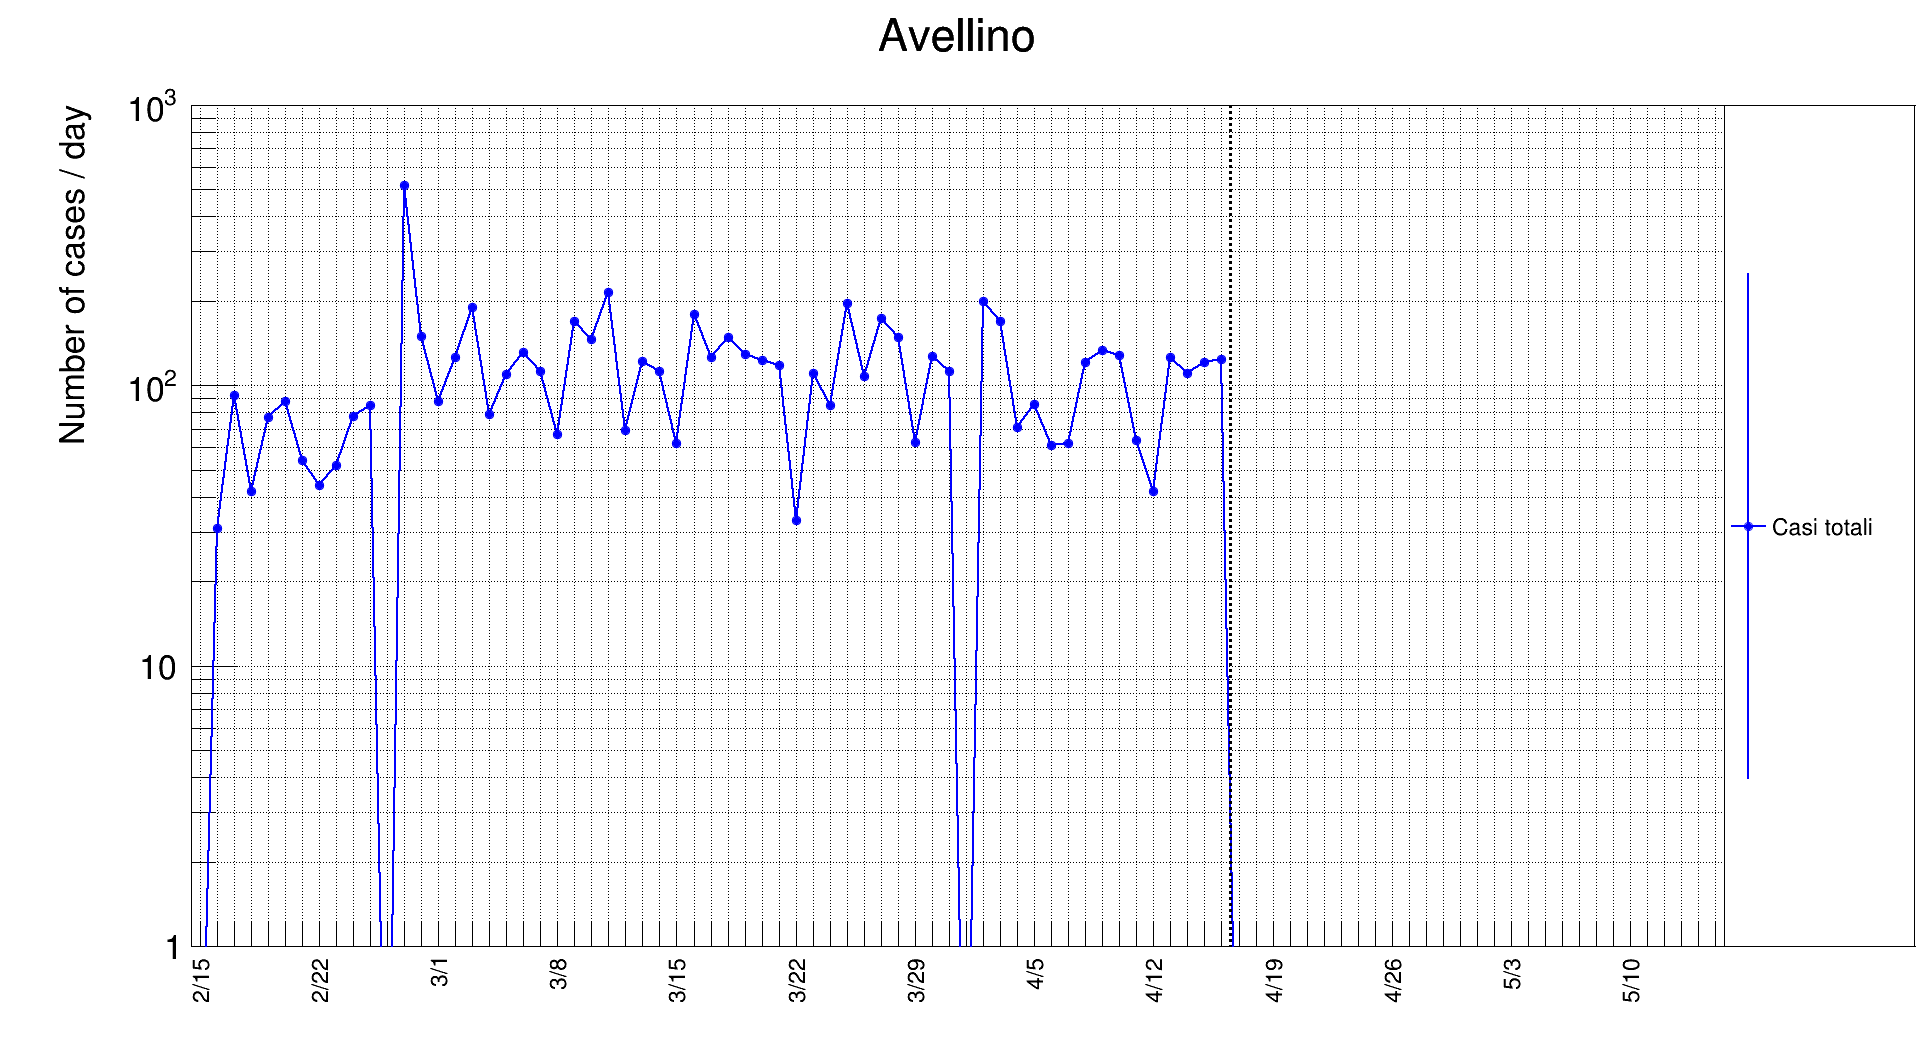 Avellino
Number of cases / day
10^3
10^2
10
1
2/15 2/22 3/1 3/8 3/15 3/22 3/29 4/5 4/12 4/19 4/26 5/3 5/10
Casi totali